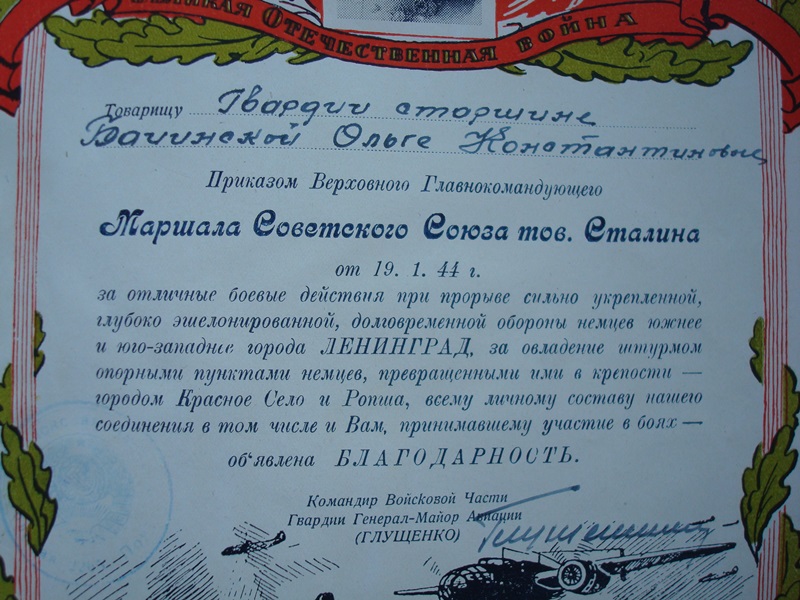 ВЕЛИКАЯ ОТЕЧЕСТВЕННАЯ ВОЙНА
Товарищу Гвардии старшине
Бачинской Ольге Константиновне
Приказом Верховного Главнокомандующего
Маршала Советского Союза тов. Сталина
от 19. 1. 44 г.
за отличные боевые действия при прорыве сильно укрепленной,
глубоко эшелонированной, долговременной обороны немцев южнее
и юго-западнее города ЛЕНИНГРАД, за овладение штурмом
опорными пунктами немцев, превращенными ими в крепости —
городом Красное Село и Ропша, всему личному составу нашего
соединения в том числе и Вам, принимавшему участие в боях —
об'явлена БЛАГОДАРНОСТЬ.
Командир Войсковой Части
Гвардии Генерал-Майор Авиации
(ГЛУЩЕНКО)